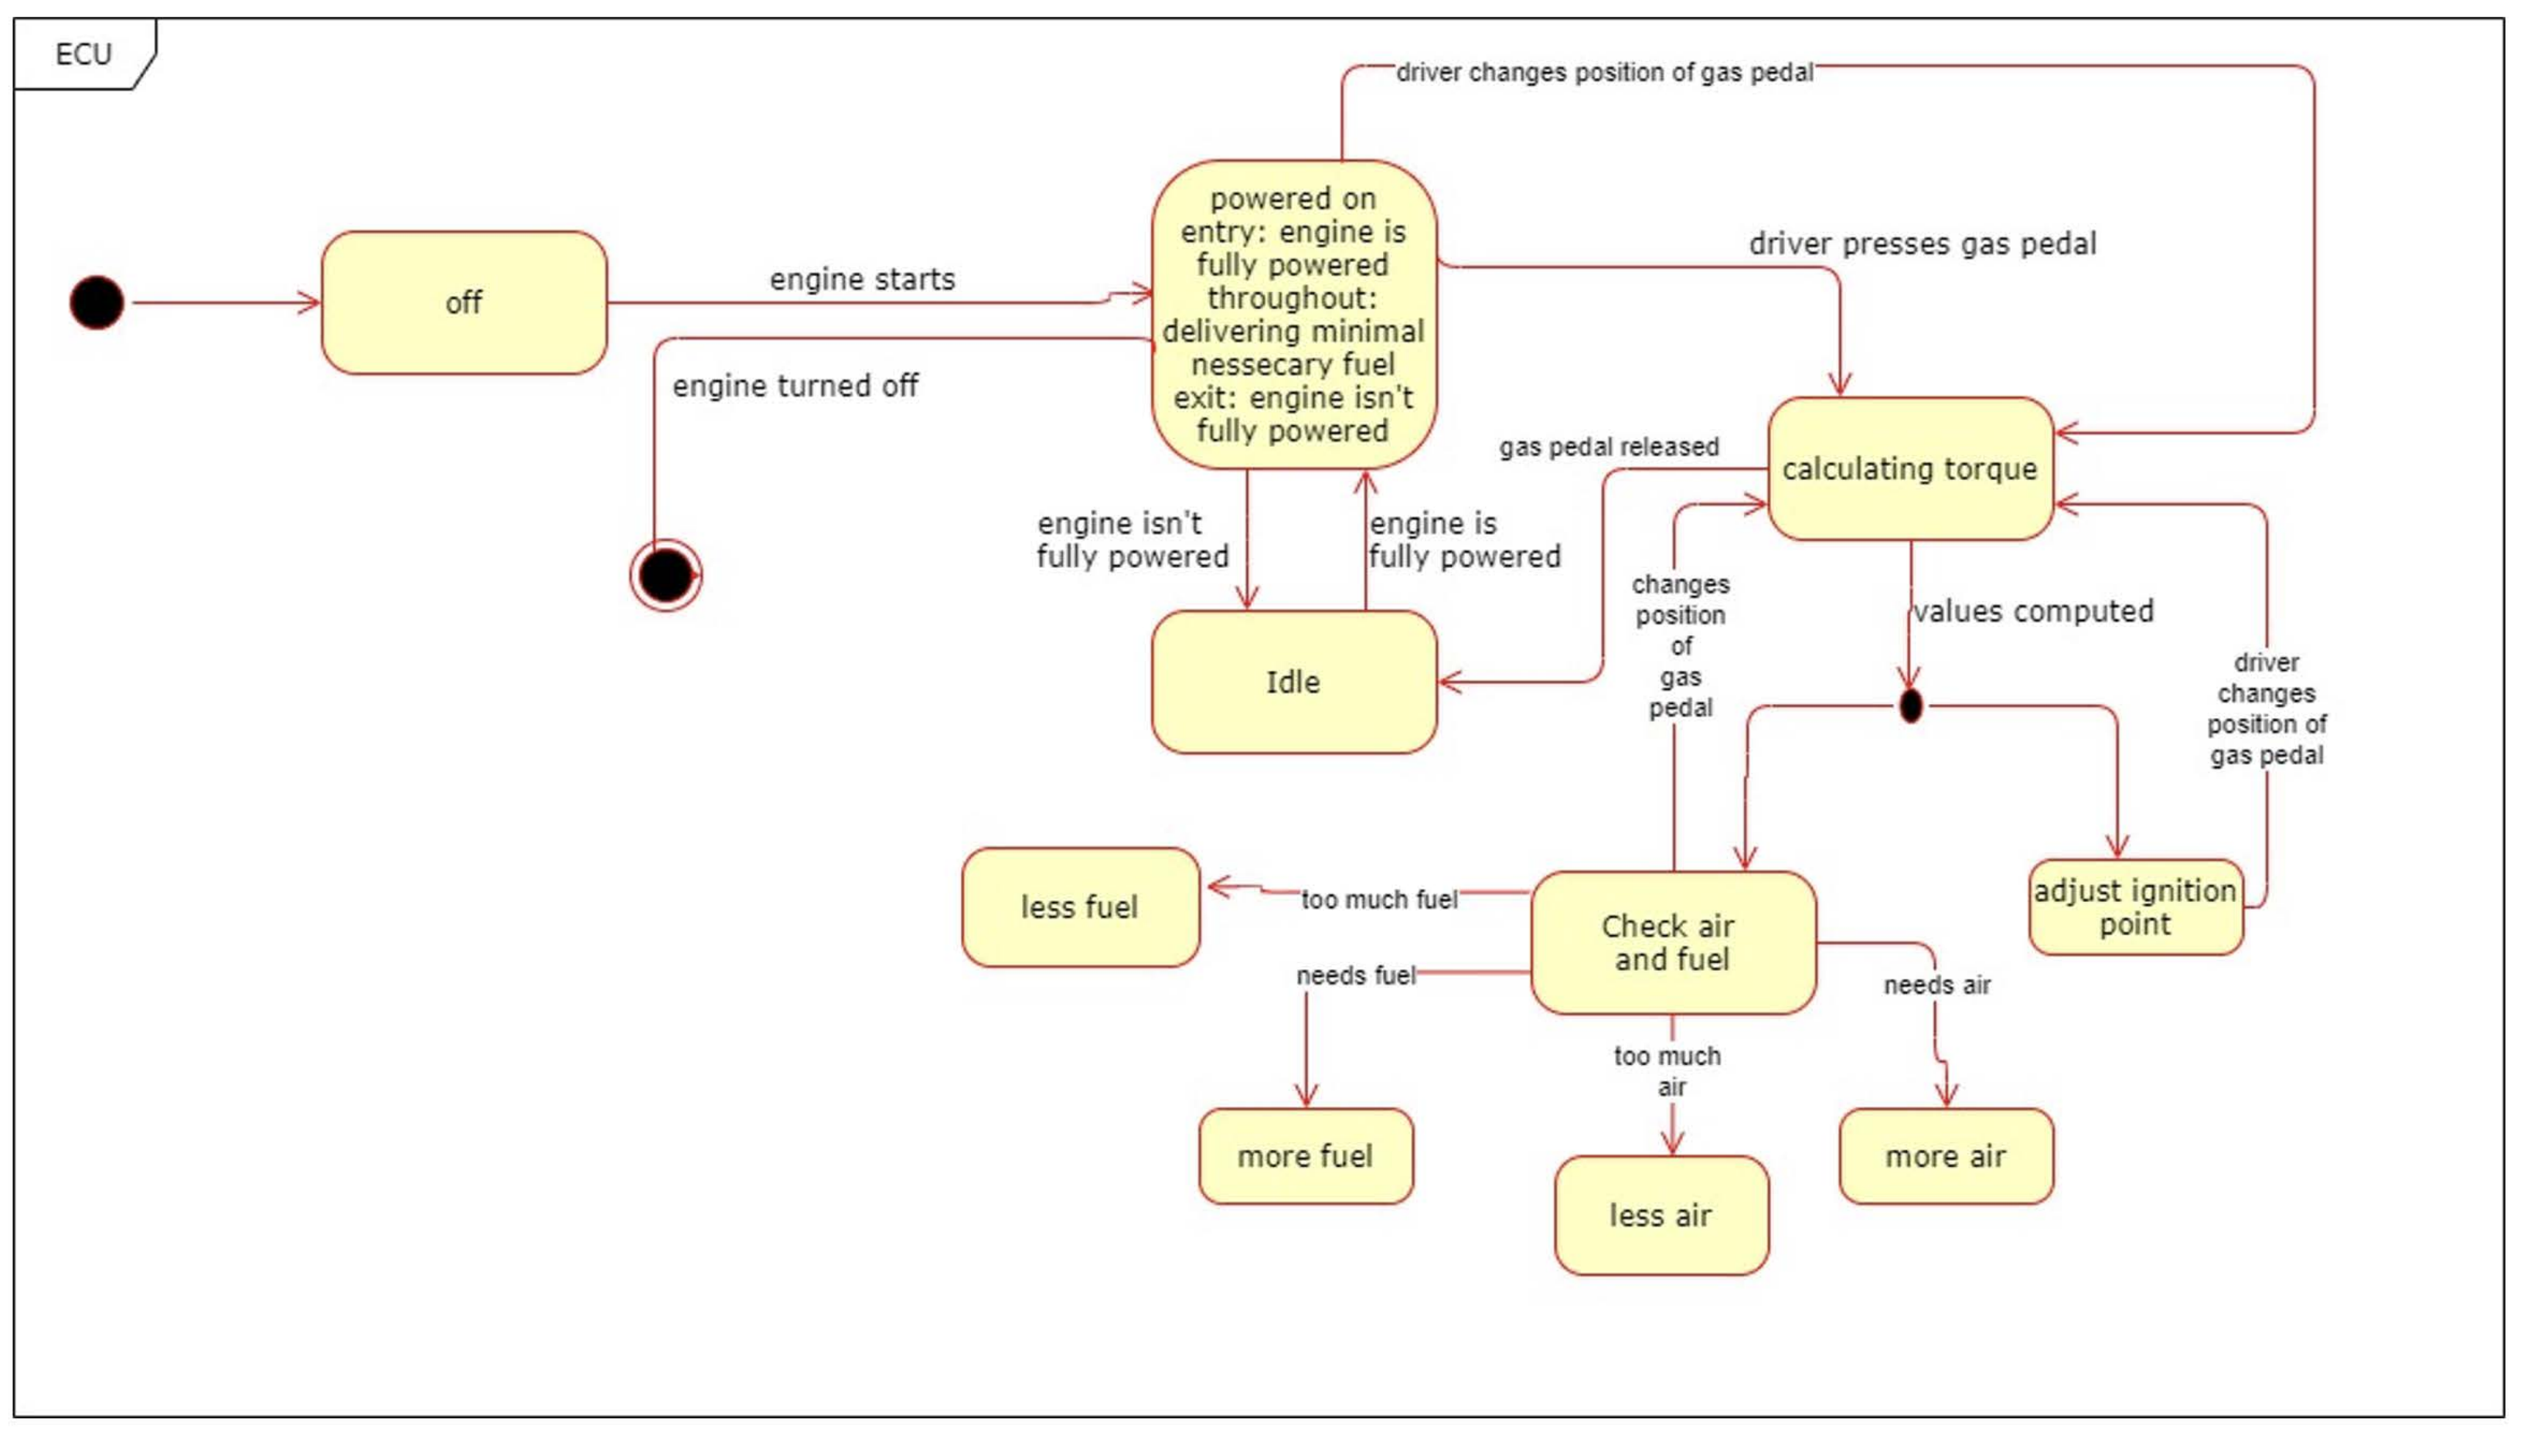 ECU
driver changes position of gas pedal
powered on
entry: engine is
fully powered
throughout:
delivering minimal
nessecary fuel
exit: engine isn't
fully powered
off
engine starts
engine turned off
driver presses gas pedal
gas pedal released
calculating torque
engine isn't
fully powered
engine is
fully powered
changes
position
of
gas
pedal
values computed
driver
changes
position of
gas pedal
Idle
less fuel
too much fuel
Check air
and fuel
adjust ignition
point
needs fuel
needs air
too much
air
more fuel
less air
more air